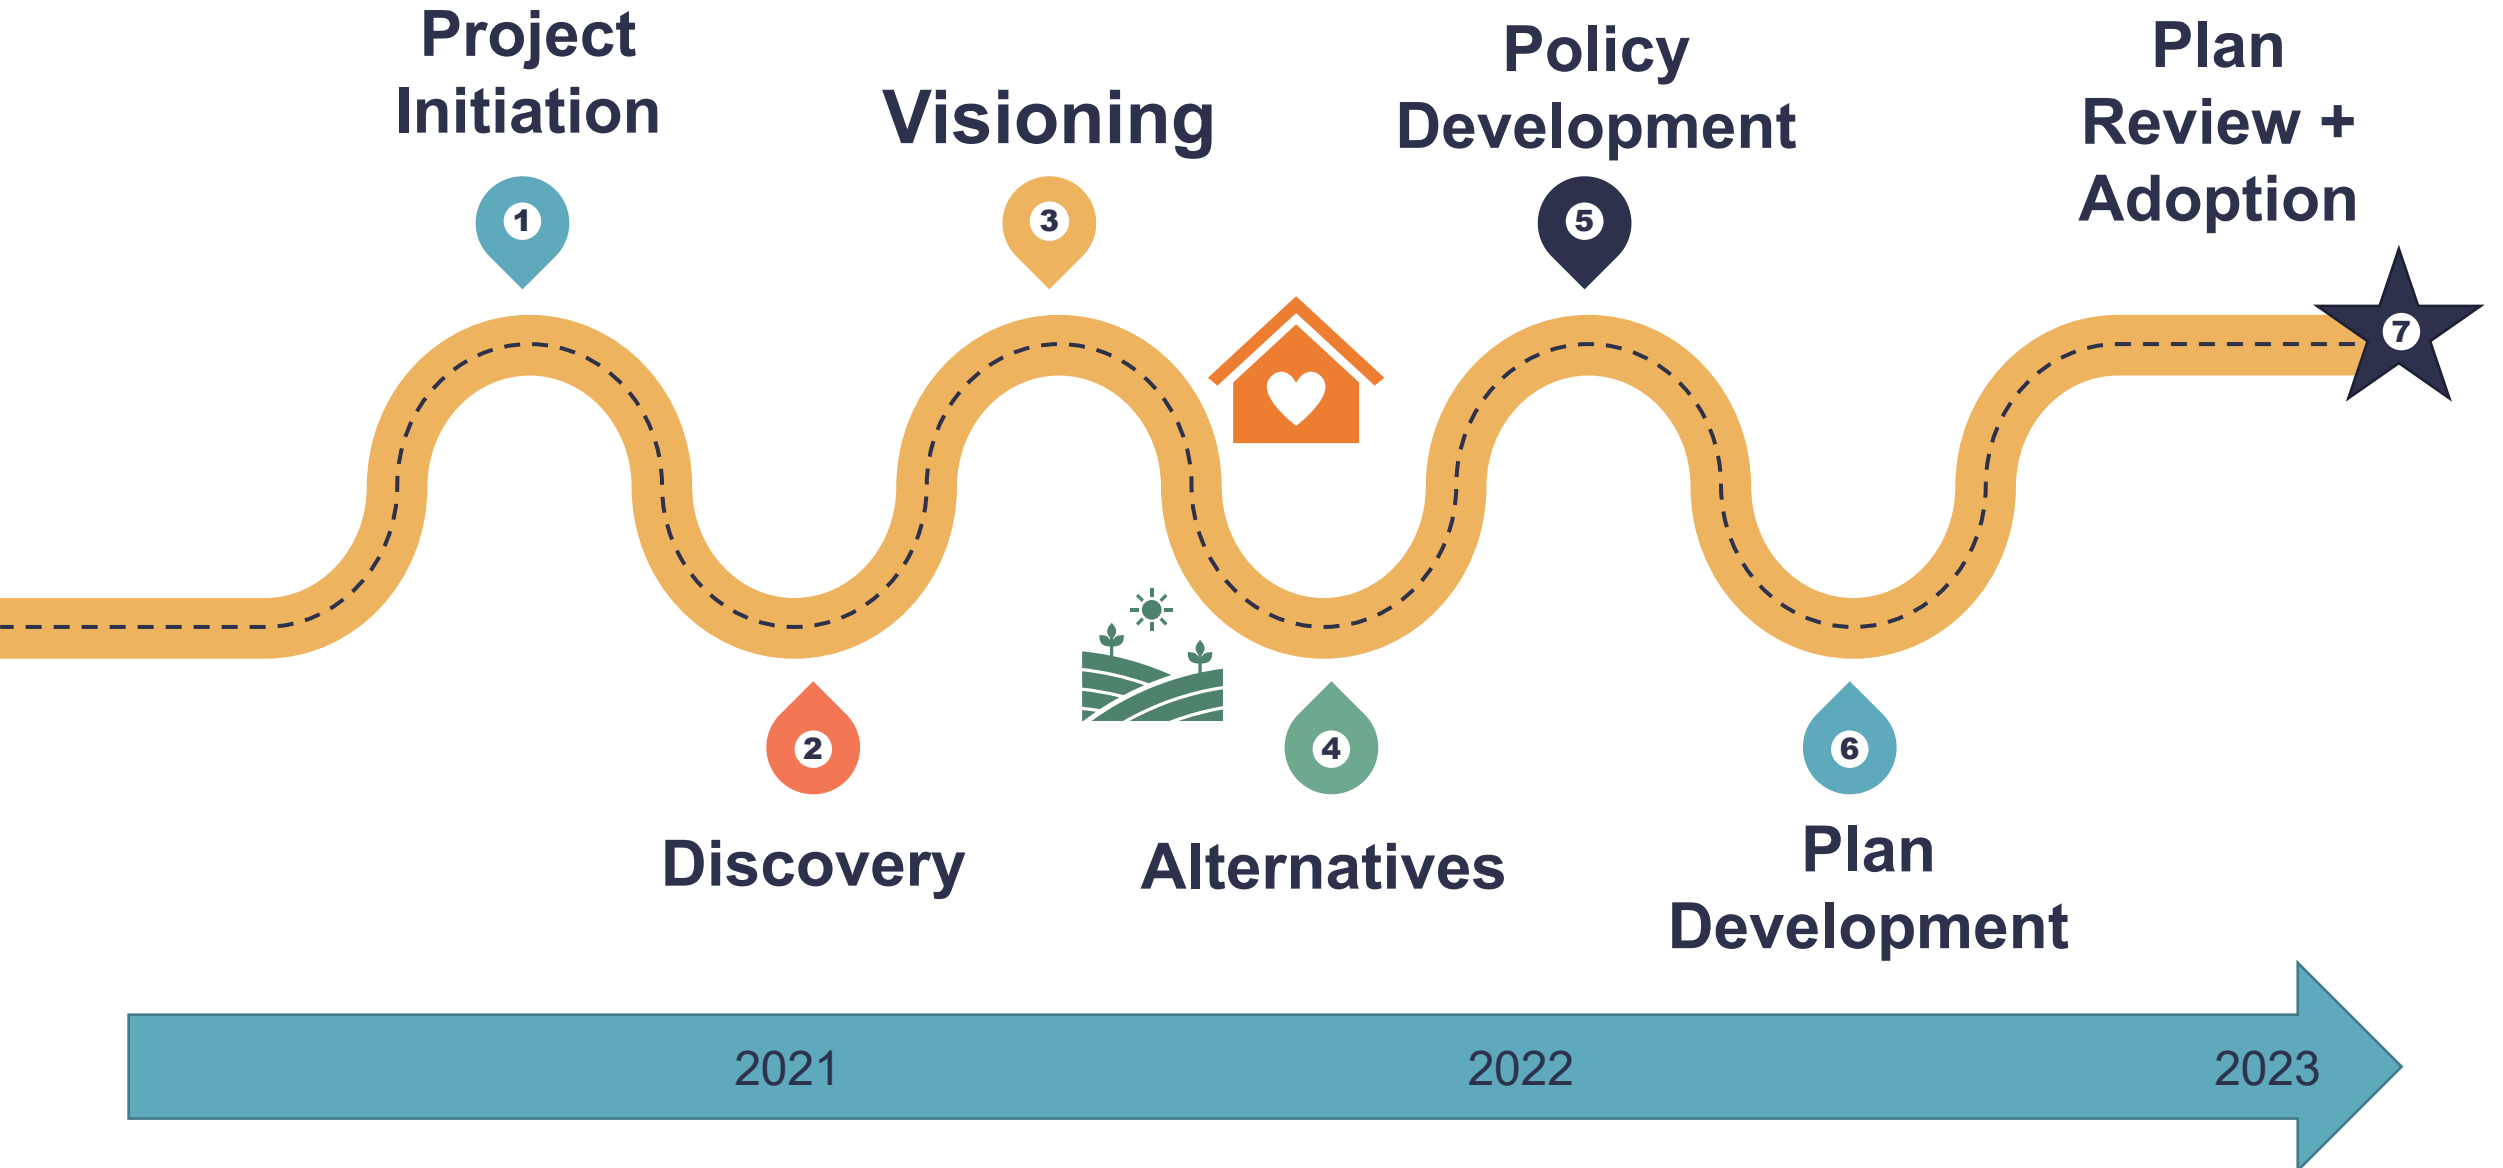 Project
Initiation
1
Discovery
2
Visioning
3
Alternatives
4
Policy
Development
5
Plan
Development
6
Plan
Review +
Adoption
7
2021
2022
2023